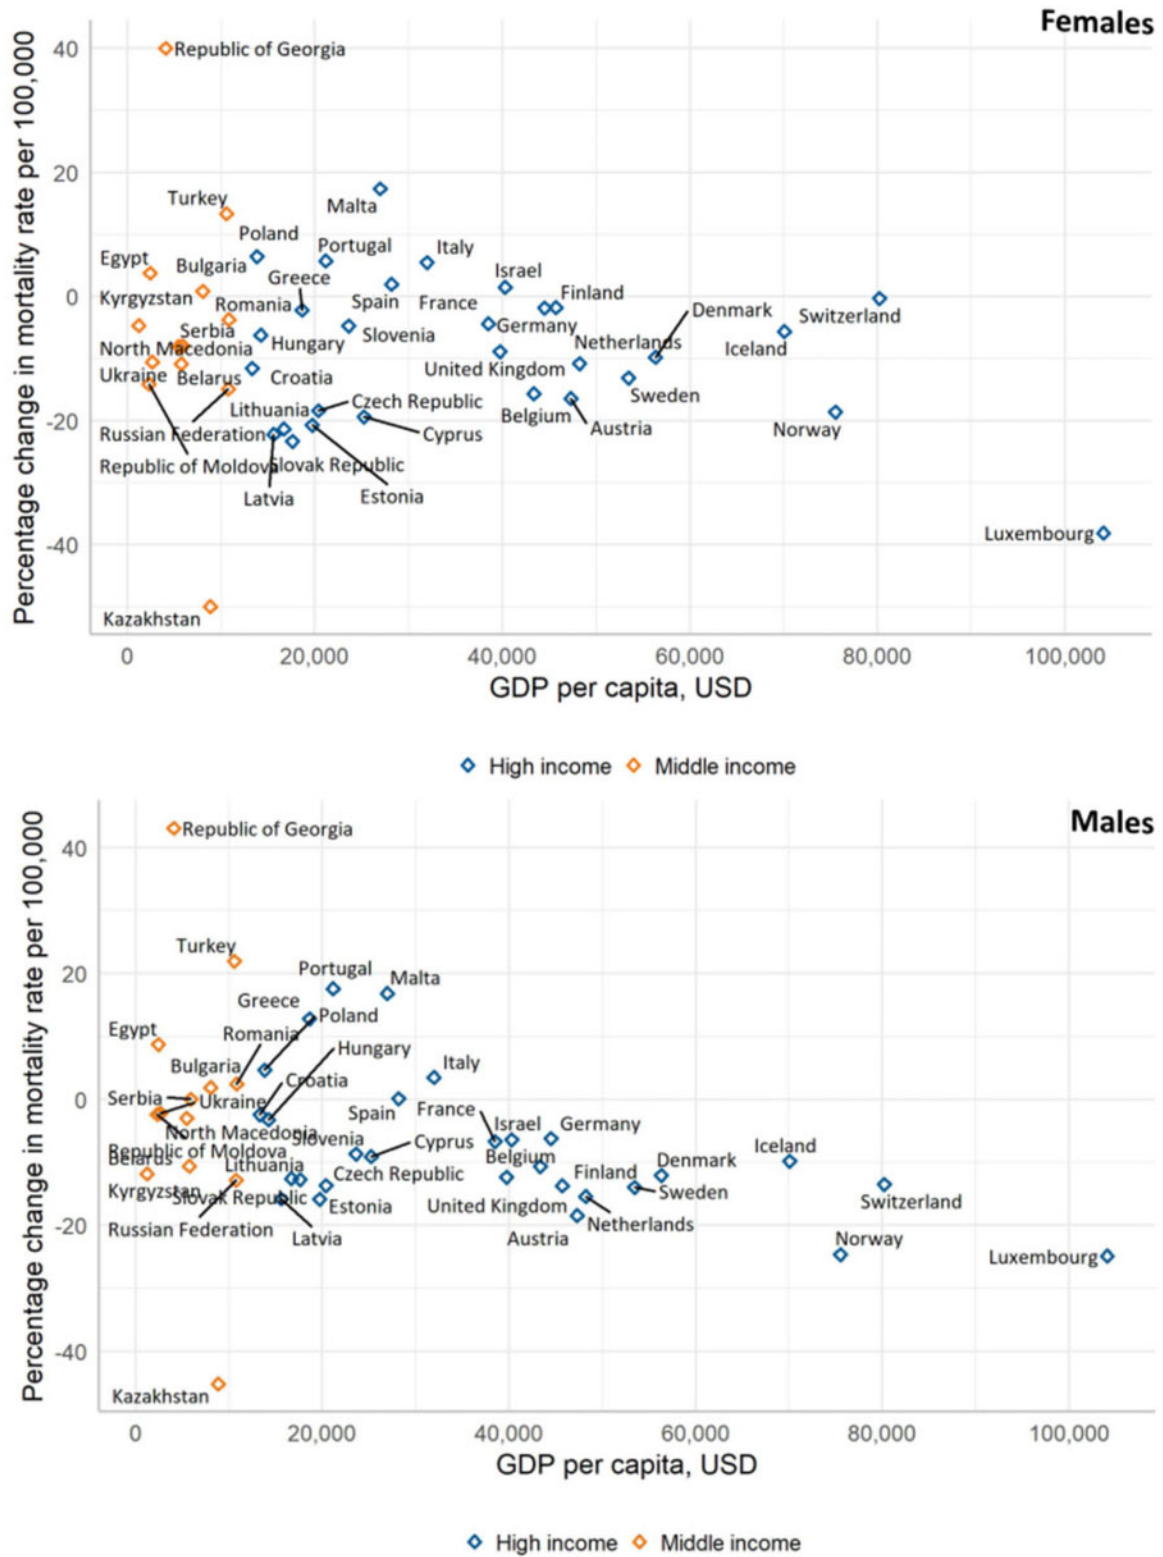 Females
Percentage change in mortality rate per 100,000
40
Republic of Georgia
20
Turkey
Malta
Poland
Portugal
Italy
Egypt
Bulgaria
Greece
Israel
0
Kyrgyzstan
Romania
Spain
France
Finland
Denmark
Switzerland
Serbia
Hungary
Slovenia
Germany
North Macedonia
Netherlands
Iceland
Ukraine
Belarus
Croatia
United Kingdom
Sweden
Lithuania
Czech Republic
-20
Belgium
Austria
Norway
Russian Federation
Cyprus
Republic of Moldova
Slovak Republic
Latvia
Estonia
Luxembourg
-40
Kazakhstan
0
20,000
40,000
60,000
80,000
100,000
GDP per capita, USD
High income
Middle income
Males
Percentage change in mortality rate per 100,000
Republic of Georgia
40
Turkey
20
Portugal
Malta
Greece
Poland
Egypt
Romania
Hungary
Bulgaria
Croatia
Italy
0
Serbia
Ukraine
Spain
France
North Macedonia
Slovenia
Israel
Germany
Republic of Moldova
Cyprus
Iceland
Belarus
Lithuania
Belgium
Denmark
Czech Republic
Finland
Kyrgyzstan
Slovak Republic
Estonia
United Kingdom
Sweden
Switzerland
-20
Russian Federation
Latvia
Austria
Netherlands
Norway
Luxembourg
-40
Kazakhstan
0
20,000
40,000
60,000
80,000
100,000
GDP per capita, USD
High income
Middle income